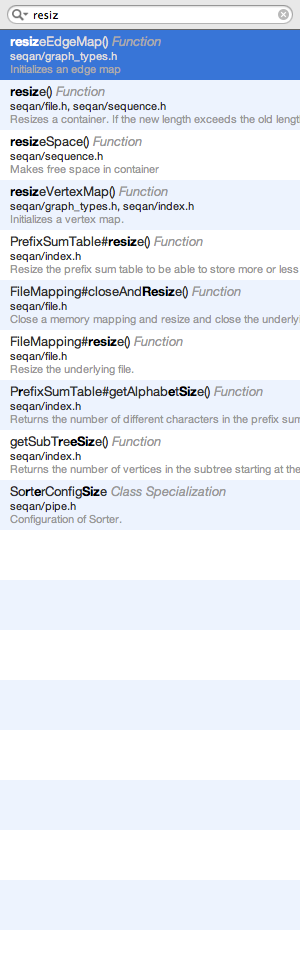 resiz
resizeEdgeMap() Function
seqan/graph_types.h
Initializes an edge map
resize() Function
seqan/file.h, seqan/sequence.h
Resizes a container. If the new length exceeds the old length
resizeSpace() Function
seqan/sequence.h
Makes free space in container
resizeVertexMap() Function
seqan/graph_types.h, seqan/index.h
Initializes a vertex map.
PrefixSumTable#resize() Function
seqan/index.h
Resize the prefix sum table to be able to store more or less
FileMapping#closeAndResize() Function
seqan/file.h
Close a memory mapping and resize and close the underlyi
FileMapping#resize() Function
seqan/file.h
Resize the underlying file.
PrefixSumTable#getAlphabetSize() Function
seqan/index.h
Returns the number of different characters in the prefix sum
getSubTreeSize() Function
seqan/index.h
Returns the number of vertices in the subtree starting at the
SorterConfigSize Class Specialization
seqan/pipe.h
Configuration of Sorter.